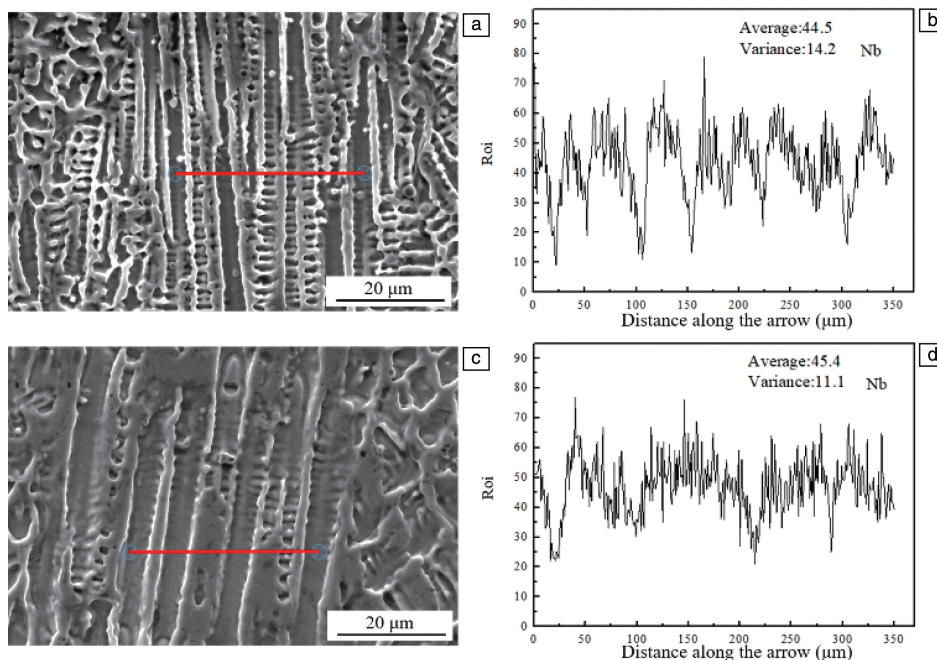 a
20 μm
b
Average:44.5
Variance:14.2 Nb
Roi
90
80
70
60
50
40
30
20
10
0 50 100 150 200 250 300 350
Distance along the arrow (μm)
c
20 μm
d
Average:45.4
Variance:11.1 Nb
Roi
90
80
70
60
50
40
30
20
10
0 50 100 150 200 250 300 350
Distance along the arrow (μm)